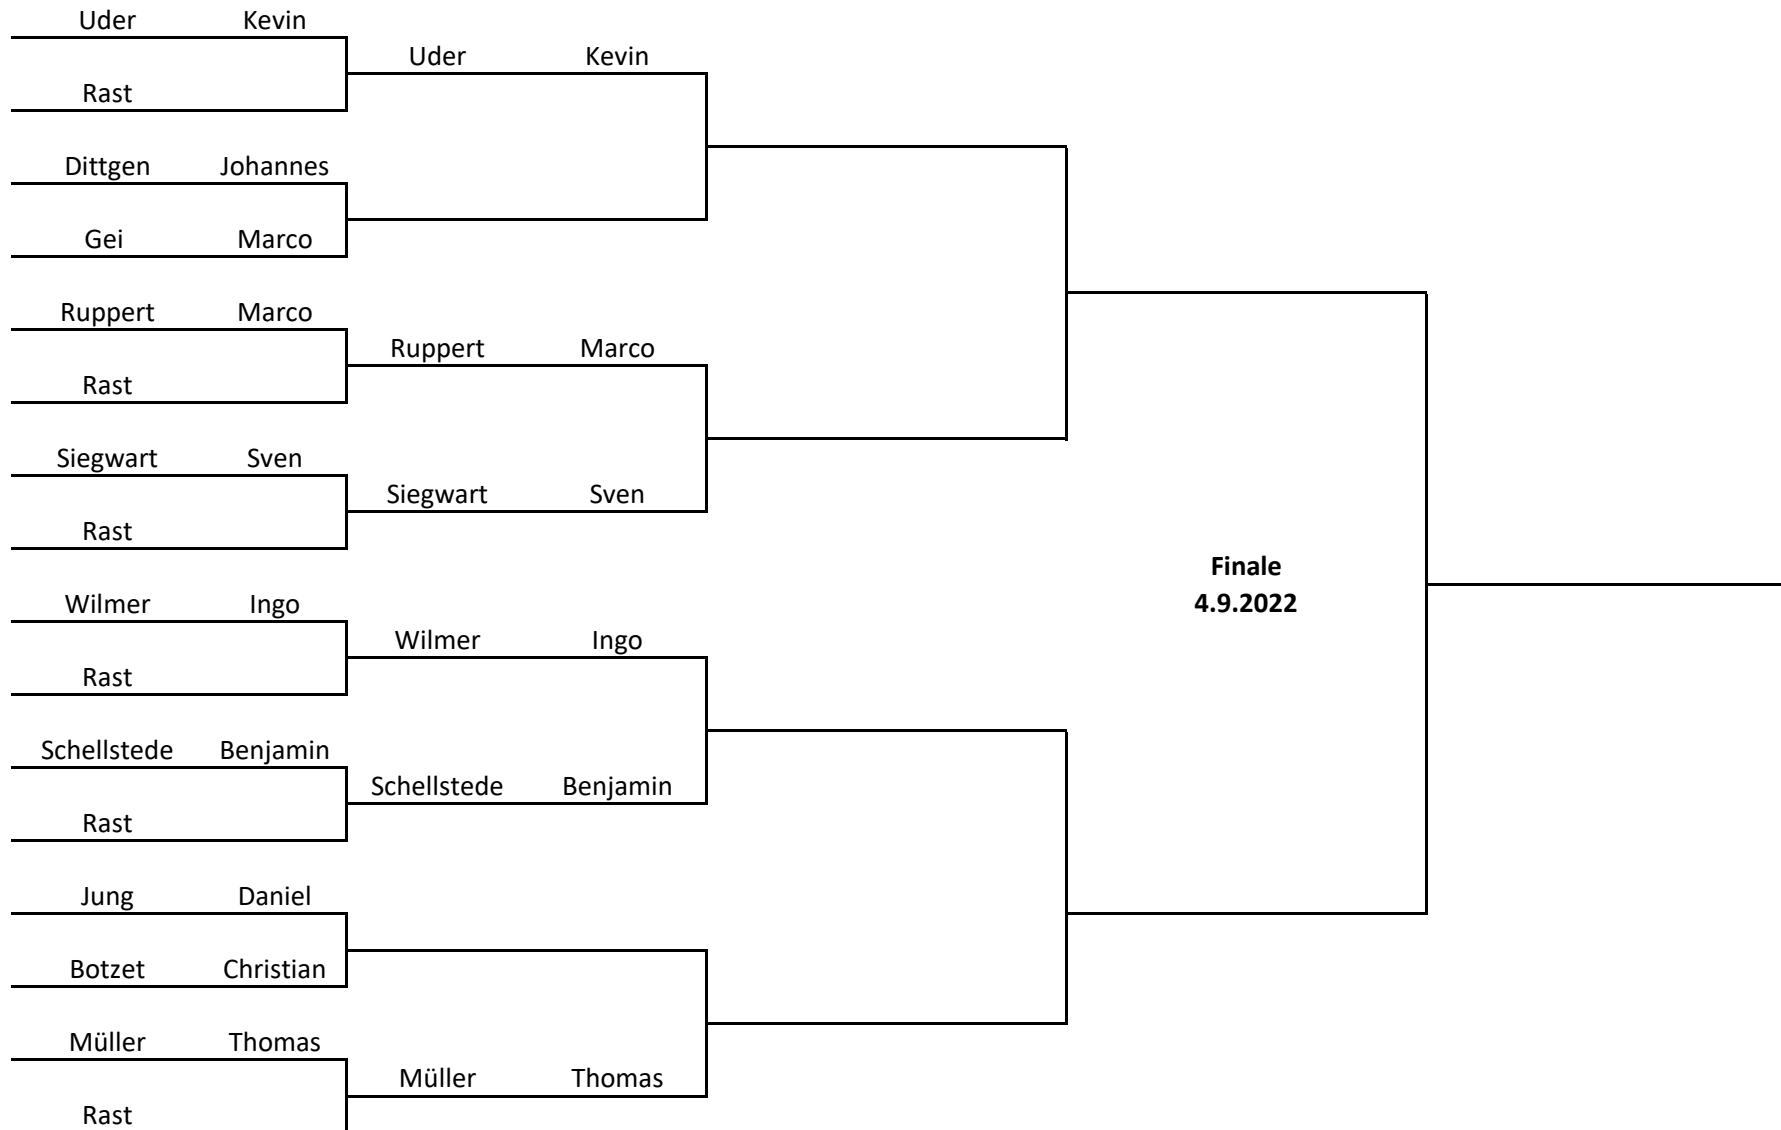 Uder Kevin
Uder Kevin
Rast
Dittgen Johannes
Gei Marco
Ruppert Marco
Ruppert Marco
Rast
Siegwart Sven
Siegwart Sven
Rast
Finale
4.9.2022
Wilmer Ingo
Wilmer Ingo
Rast
Schellstede Benjamin
Schellstede Benjamin
Rast
Jung Daniel
Botzet Christian
Müller Thomas
Müller Thomas
Rast